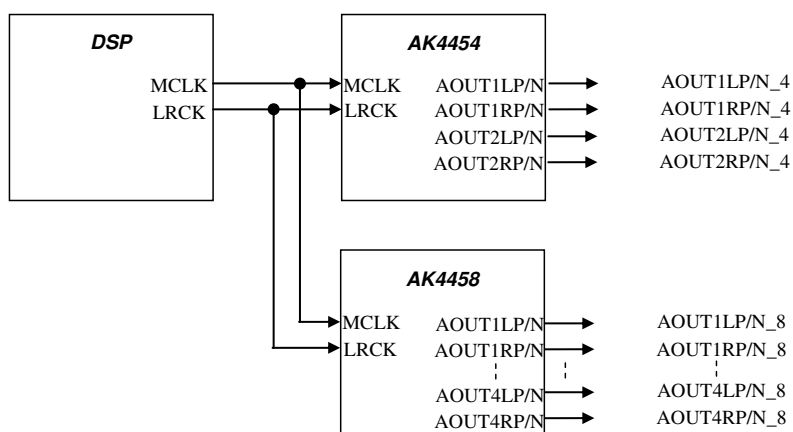 DSP
MCLK
LRCK
AK4454
MCLK AOUT1LP/N
LRCK AOUT1RP/N
AOUT2LP/N
AOUT2RP/N
AOUT1LP/N_4
AOUT1RP/N_4
AOUT2LP/N_4
AOUT2RP/N_4
AK4458
MCLK AOUT1LP/N
LRCK AOUT1RP/N
AOUT4LP/N
AOUT4RP/N
AOUT1LP/N_8
AOUT1RP/N_8
AOUT4LP/N_8
AOUT4RP/N_8